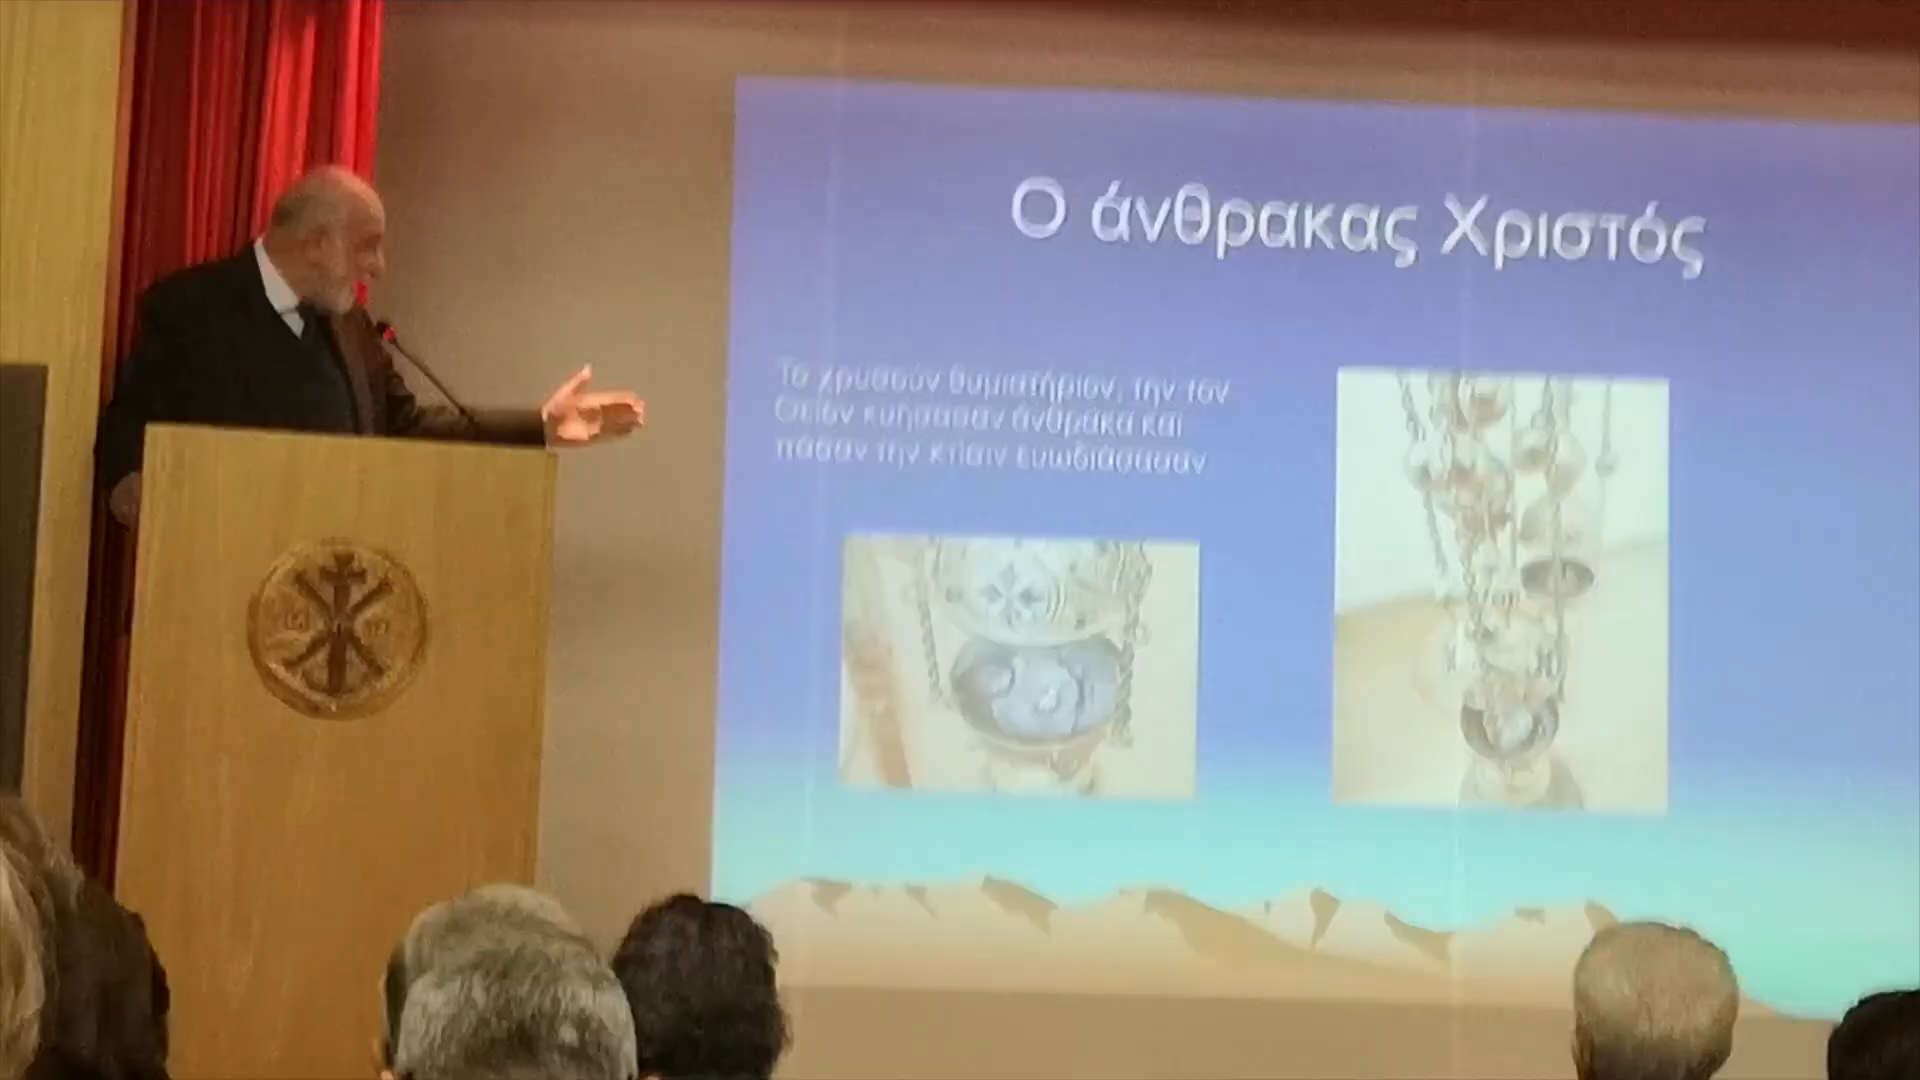 Ο άνθρακας Χριστός
Το χρυσούν θυμιατήριον, την τον
Θείον κυήσασαν άνθρακα και
πάσαν την κτίσιν ευωδιάσασαν